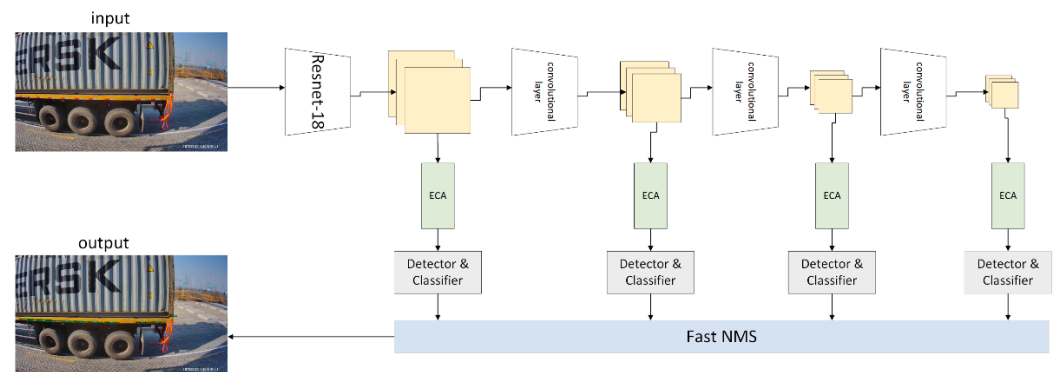 input
ERSK
Resnet-18
convolutional
layer
convolutional
layer
convolutional
layer
ECA
ECA
ECA
ECA
output
ERSK
Detector &
Classifier
Detector &
Classifier
Detector &
Classifier
Detector &
Classifier
Fast NMS